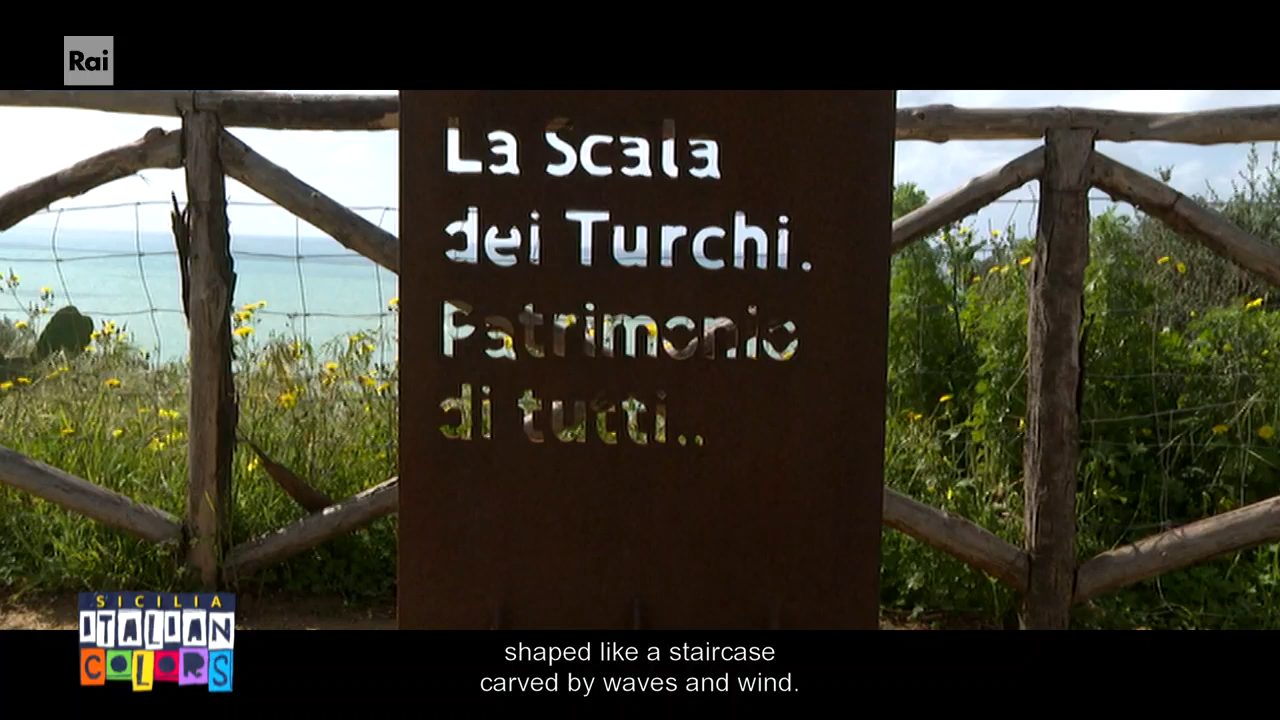 Rai
La Scala
dei Turchi.
Patrimonio
di tutti..
SICILIA
ITALIAN
COLORS
shaped like a staircase
carved by waves and wind.